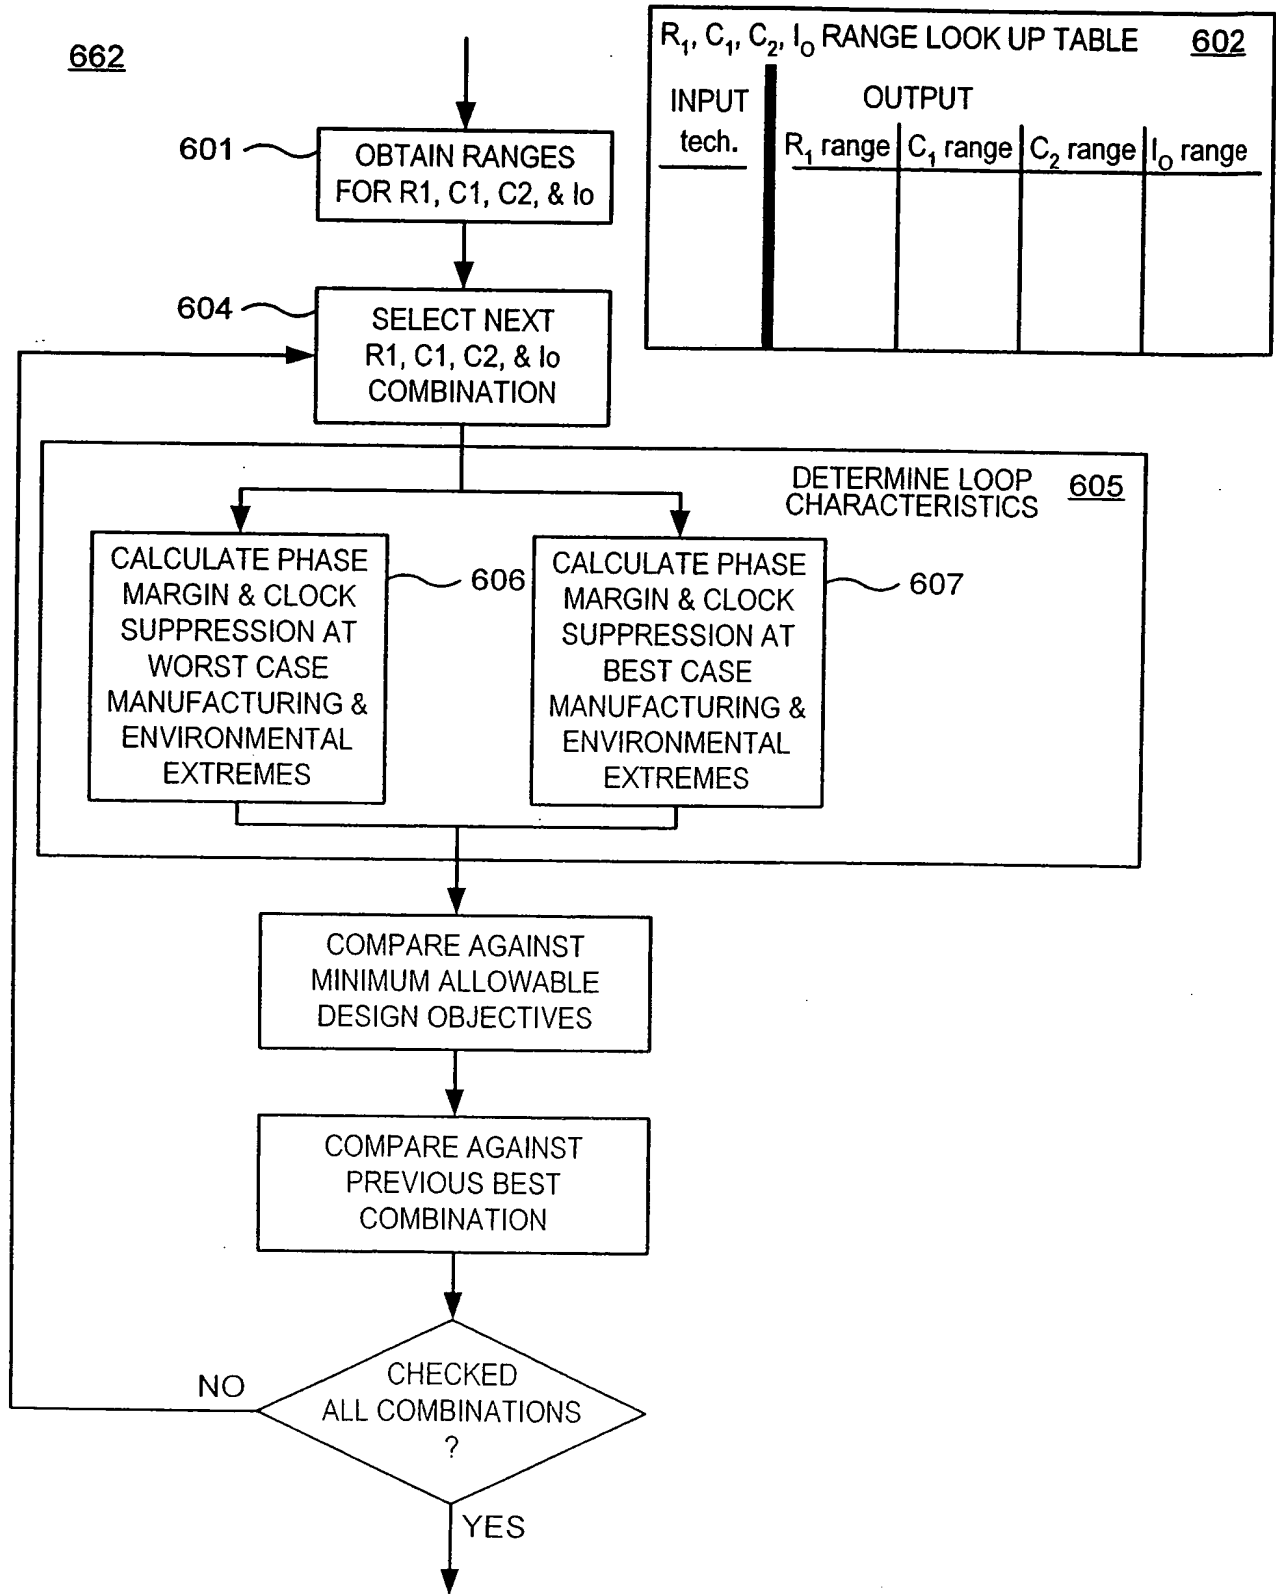 662
R1, C1, C2, IO RANGE LOOK UP TABLE 602
INPUT
tech.
OUTPUT
R1 range C1 range C2 range IO range
601
OBTAIN RANGES
FOR R1, C1, C2, & Io
604
SELECT NEXT
R1, C1, C2, & Io
COMBINATION
DETERMINE LOOP
CHARACTERISTICS
605
CALCULATE PHASE
MARGIN & CLOCK
SUPPRESSION AT
WORST CASE
MANUFACTURING &
ENVIRONMENTAL
EXTREMES
606
CALCULATE PHASE
MARGIN & CLOCK
SUPPRESSION AT
BEST CASE
MANUFACTURING &
ENVIRONMENTAL
EXTREMES
607
COMPARE AGAINST
MINIMUM ALLOWABLE
DESIGN OBJECTIVES
COMPARE AGAINST
PREVIOUS BEST
COMBINATION
NO
CHECKED
ALL COMBINATIONS
?
YES